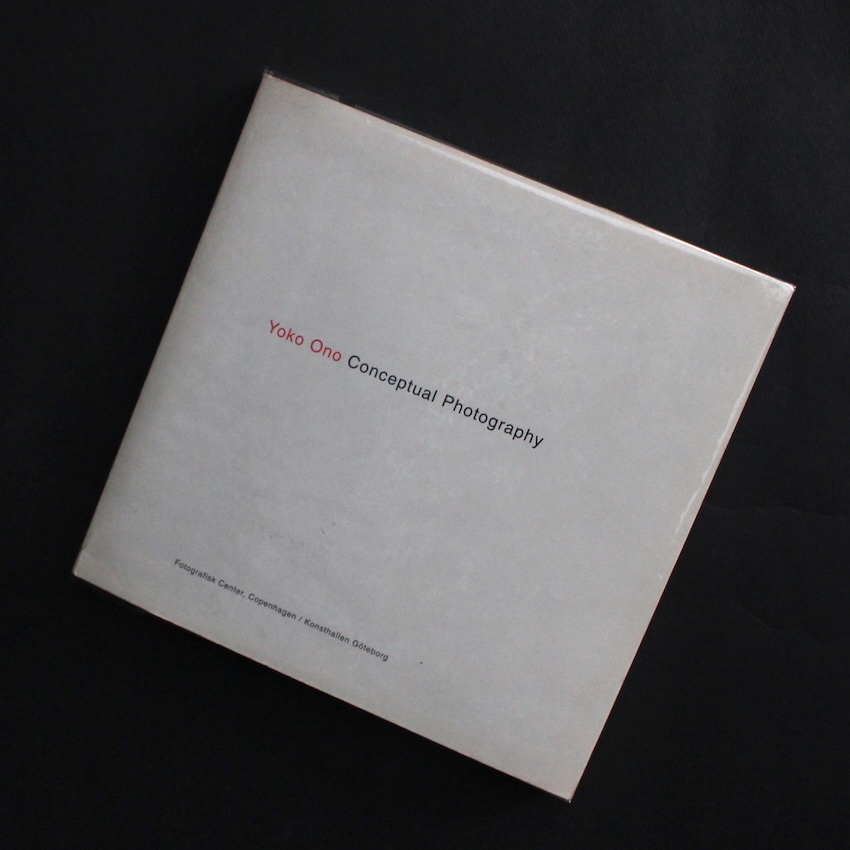 Yoko Ono Conceptual Photography
Fotografisk Center, Copenhagen / Konsthallen Göteborg